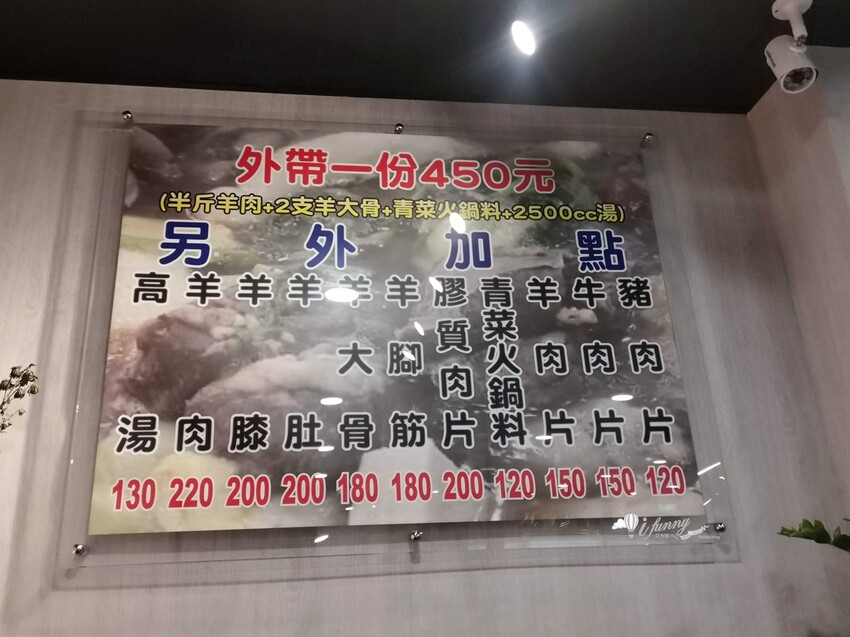 外帶一份450元
(半斤羊肉+2支羊大骨+青菜火鍋料+2500cc湯)
另外加點
高湯 130
羊肉 220
羊膝 200
羊肚 200
羊大骨 180
羊腳筋 180
膠質肉片 200
青菜火鍋料 120
羊肉片 150
牛肉片 150
豬肉片 120
i funny